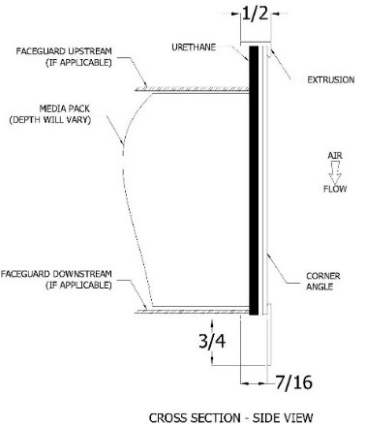 1/2
FACEGUARD UPSTREAM
(IF APPLICABLE)
URETHANE
EXTRUSION
MEDIA PACK
(DEPTH WILL VARY)
AIR
FLOW
FACEGUARD DOWNSTREAM
(IF APPLICABLE)
CORNER
ANGLE
3/4
7/16
CROSS SECTION - SIDE VIEW